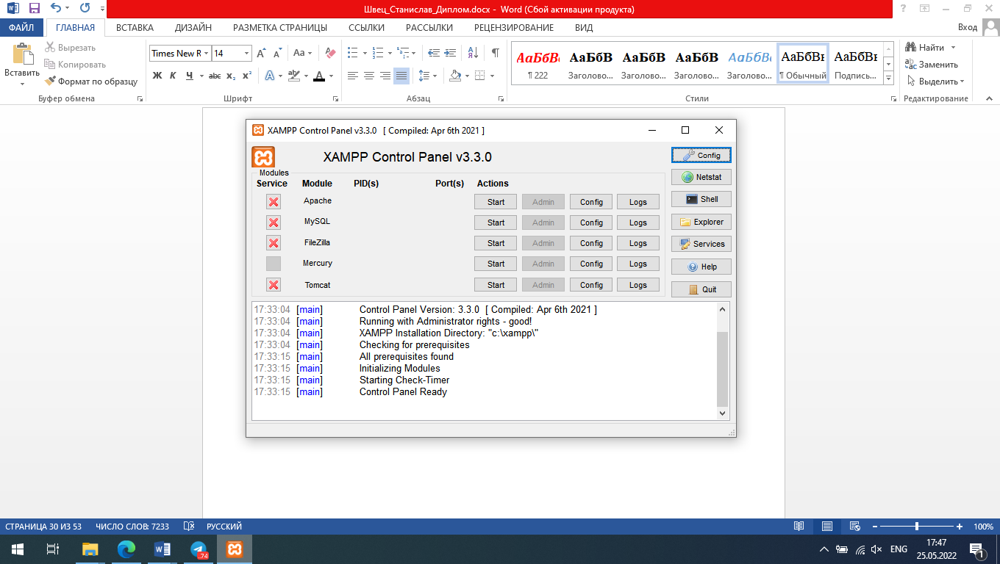 Швец_Станислав_Диплом.docx - Word (Сбой активации продукта)
ФАЙЛ ГЛАВНАЯ ВСТАВКА ДИЗАЙН РАЗМЕТКА СТРАНИЦЫ ССЫЛКИ РАССЫЛКИ РЕЦЕНЗИРОВАНИЕ ВИД Вход
Вставить
Вырезать
Копировать
Формат по образцу
Буфер обмена
Times New R 14
Ж К Ч abc x₂ x²
Шрифт
Абзац
АаБбВ АаБбВ АаБбВ АаБбВ АаБбВ АаБбВ АаБбВ
¶ 222 Заголово... Заголово... Заголово... Заголово... ¶ Обычный Подпись...
Стили
Найти
Заменить
Выделить
Редактирование
XAMPP Control Panel v3.3.0 [ Compiled: Apr 6th 2021 ]
XAMPP Control Panel v3.3.0
Modules
Service Module PID(s) Port(s) Actions
Apache Start Admin Config Logs
MySQL Start Admin Config Logs
FileZilla Start Admin Config Logs
Mercury Start Admin Config Logs
Tomcat Start Admin Config Logs
Config
Netstat
Shell
Explorer
Services
Help
Quit
17:33:04 [main] Control Panel Version: 3.3.0 [ Compiled: Apr 6th 2021 ]
17:33:04 [main] Running with Administrator rights - good!
17:33:04 [main] XAMPP Installation Directory: "c:\xampp\"
17:33:04 [main] Checking for prerequisites
17:33:15 [main] All prerequisites found
17:33:15 [main] Initializing Modules
17:33:15 [main] Starting Check-Timer
17:33:15 [main] Control Panel Ready
СТРАНИЦА 30 ИЗ 53 ЧИСЛО СЛОВ: 7233 РУССКИЙ 100%
74
ENG
17:47
25.05.2022
1